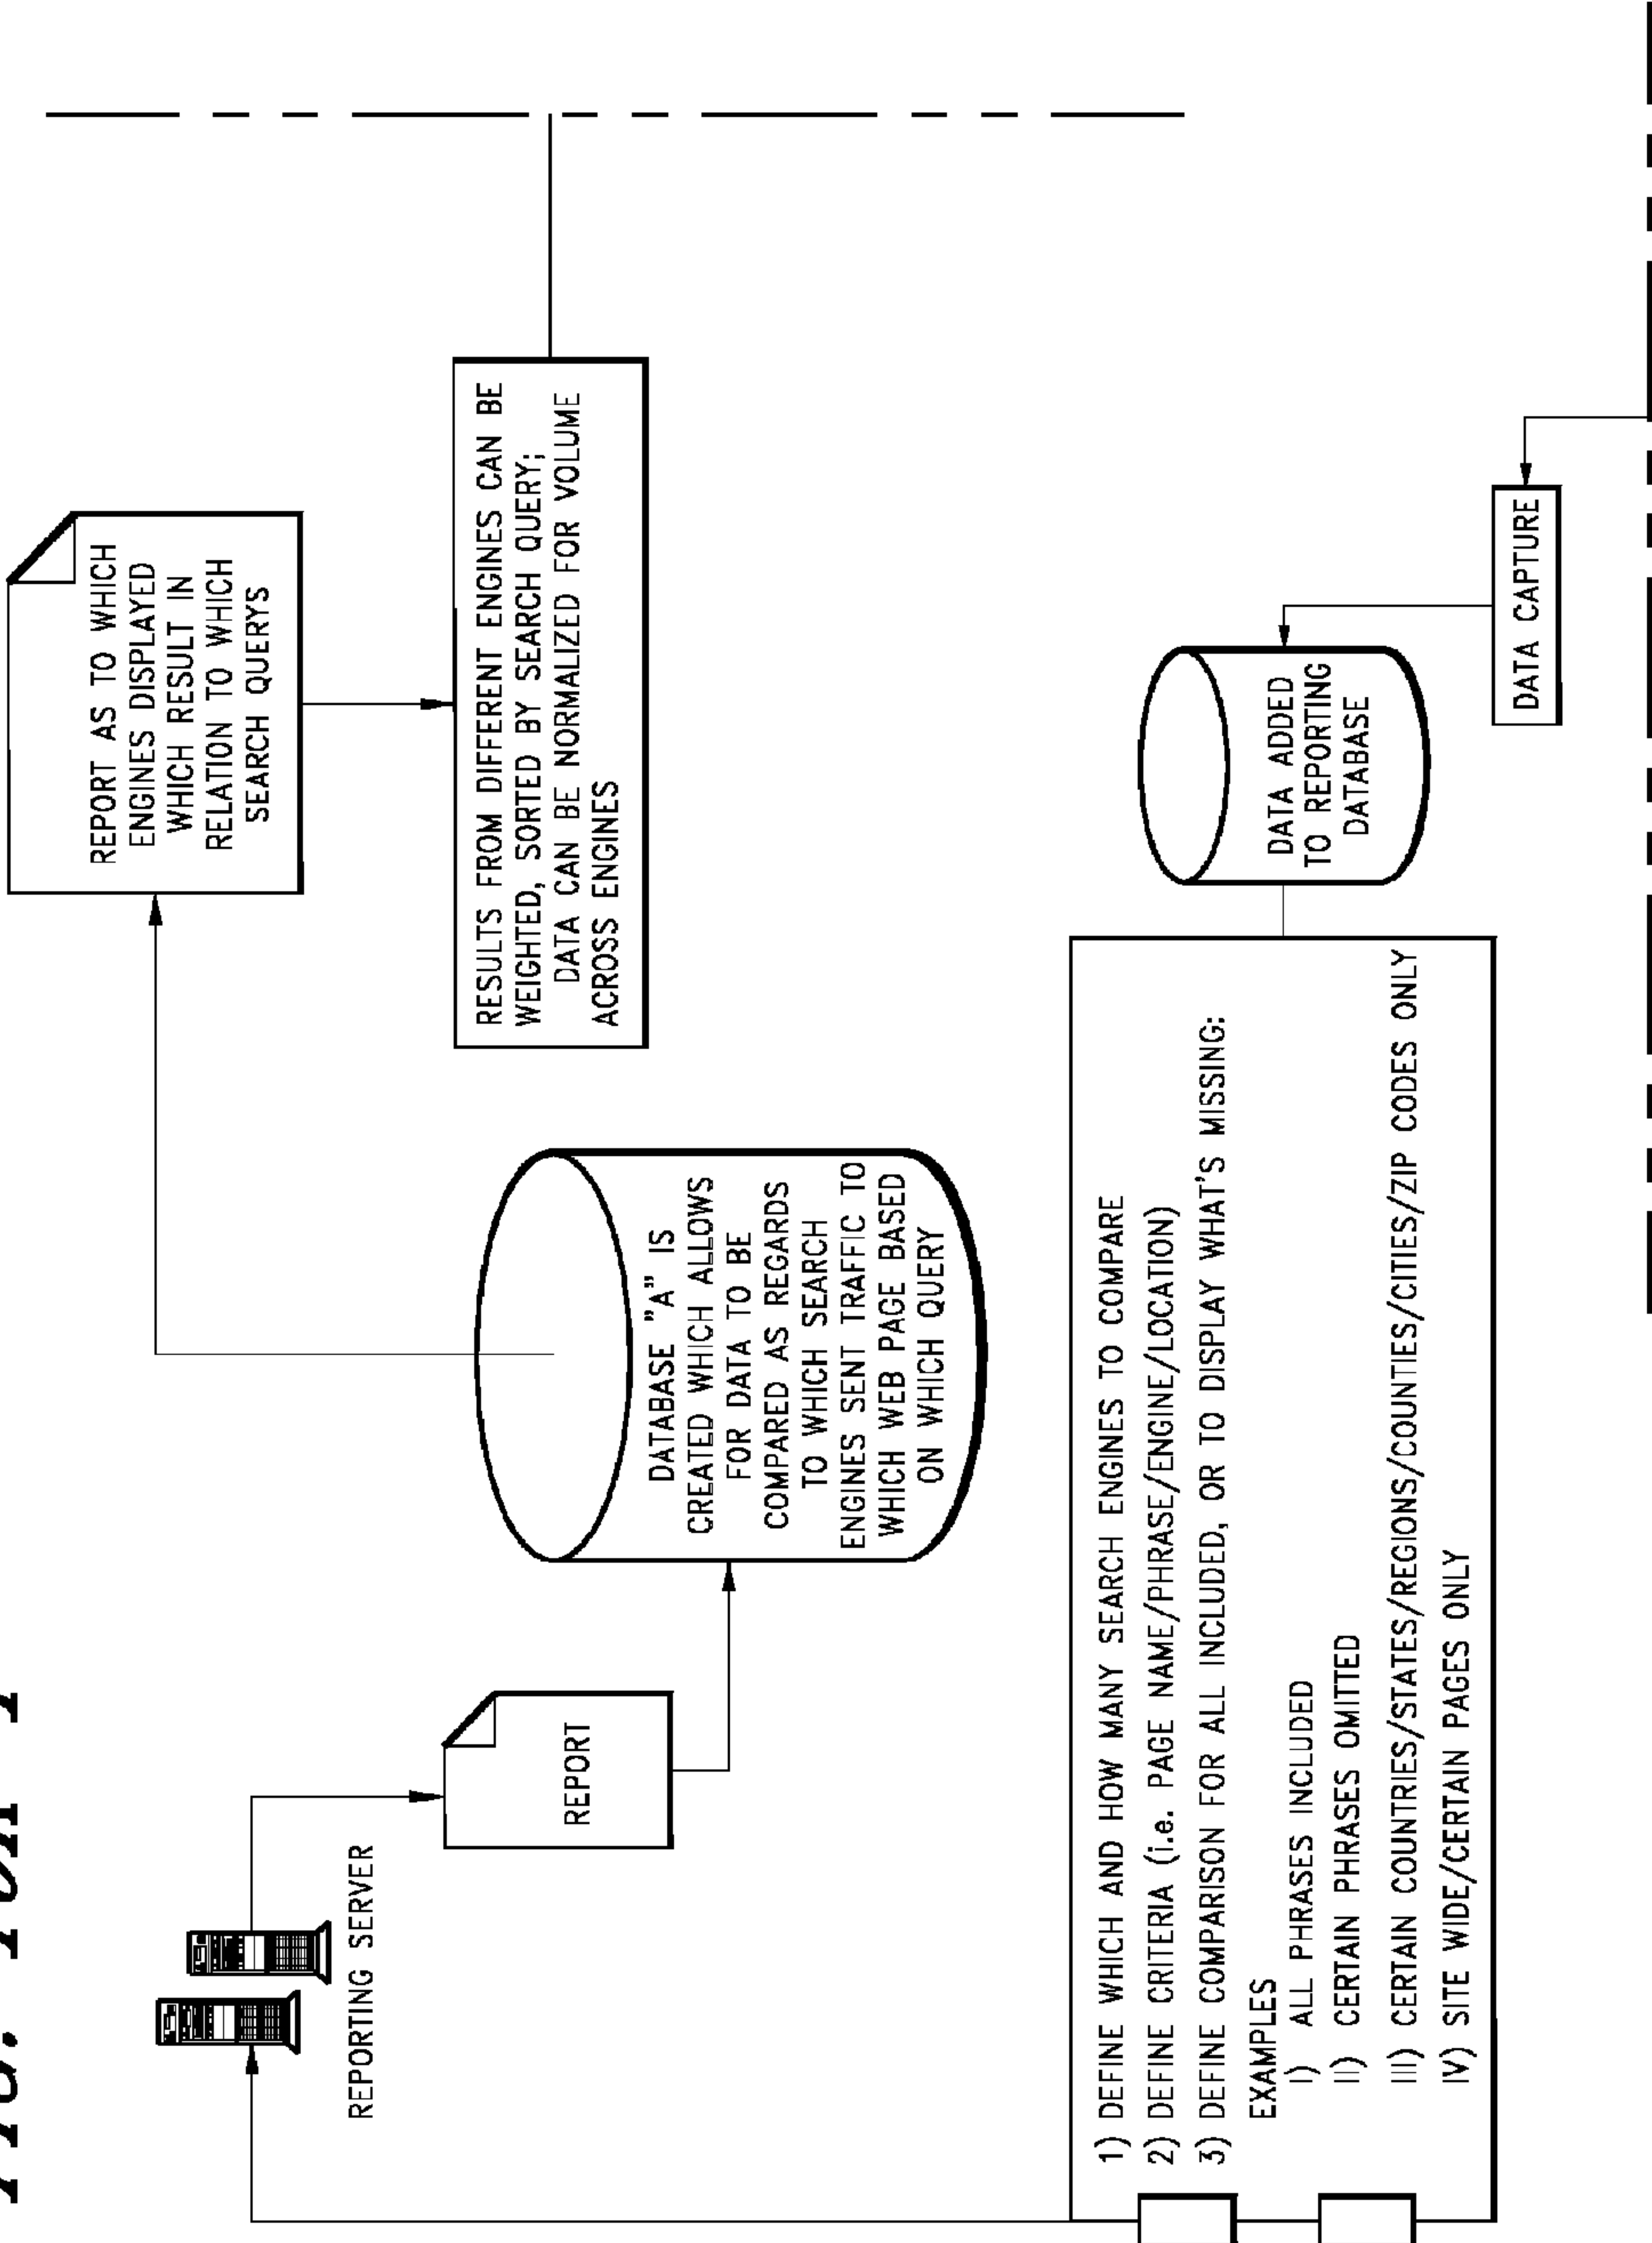 REPORTING SERVER
REPORT
DATABASE "A" IS
CREATED WHICH ALLOWS
FOR DATA TO BE
COMPARED AS REGARDS
TO WHICH SEARCH
ENGINES SENT TRAFFIC TO
WHICH WEB PAGE BASED
ON WHICH QUERY
REPORT AS TO WHICH
ENGINES DISPLAYED
WHICH RESULT IN
RELATION TO WHICH
SEARCH QUERYS
RESULTS FROM DIFFERENT ENGINES CAN BE
WEIGHTED, SORTED BY SEARCH QUERY;
DATA CAN BE NORMALIZED FOR VOLUME
ACROSS ENGINES
1) DEFINE WHICH AND HOW MANY SEARCH ENGINES TO COMPARE
2) DEFINE CRITERIA (i.e. PAGE NAME/PHRASE/ENGINE/LOCATION)
3) DEFINE COMPARISON FOR ALL INCLUDED, OR TO DISPLAY WHAT'S MISSING:
EXAMPLES
I) ALL PHRASES INCLUDED
II) CERTAIN PHRASES OMITTED
III) CERTAIN COUNTRIES/STATES/REGIONS/COUNTIES/CITIES/ZIP CODES ONLY
IV) SITE WIDE/CERTAIN PAGES ONLY
DATA ADDED
TO REPORTING
DATABASE
DATA CAPTURE